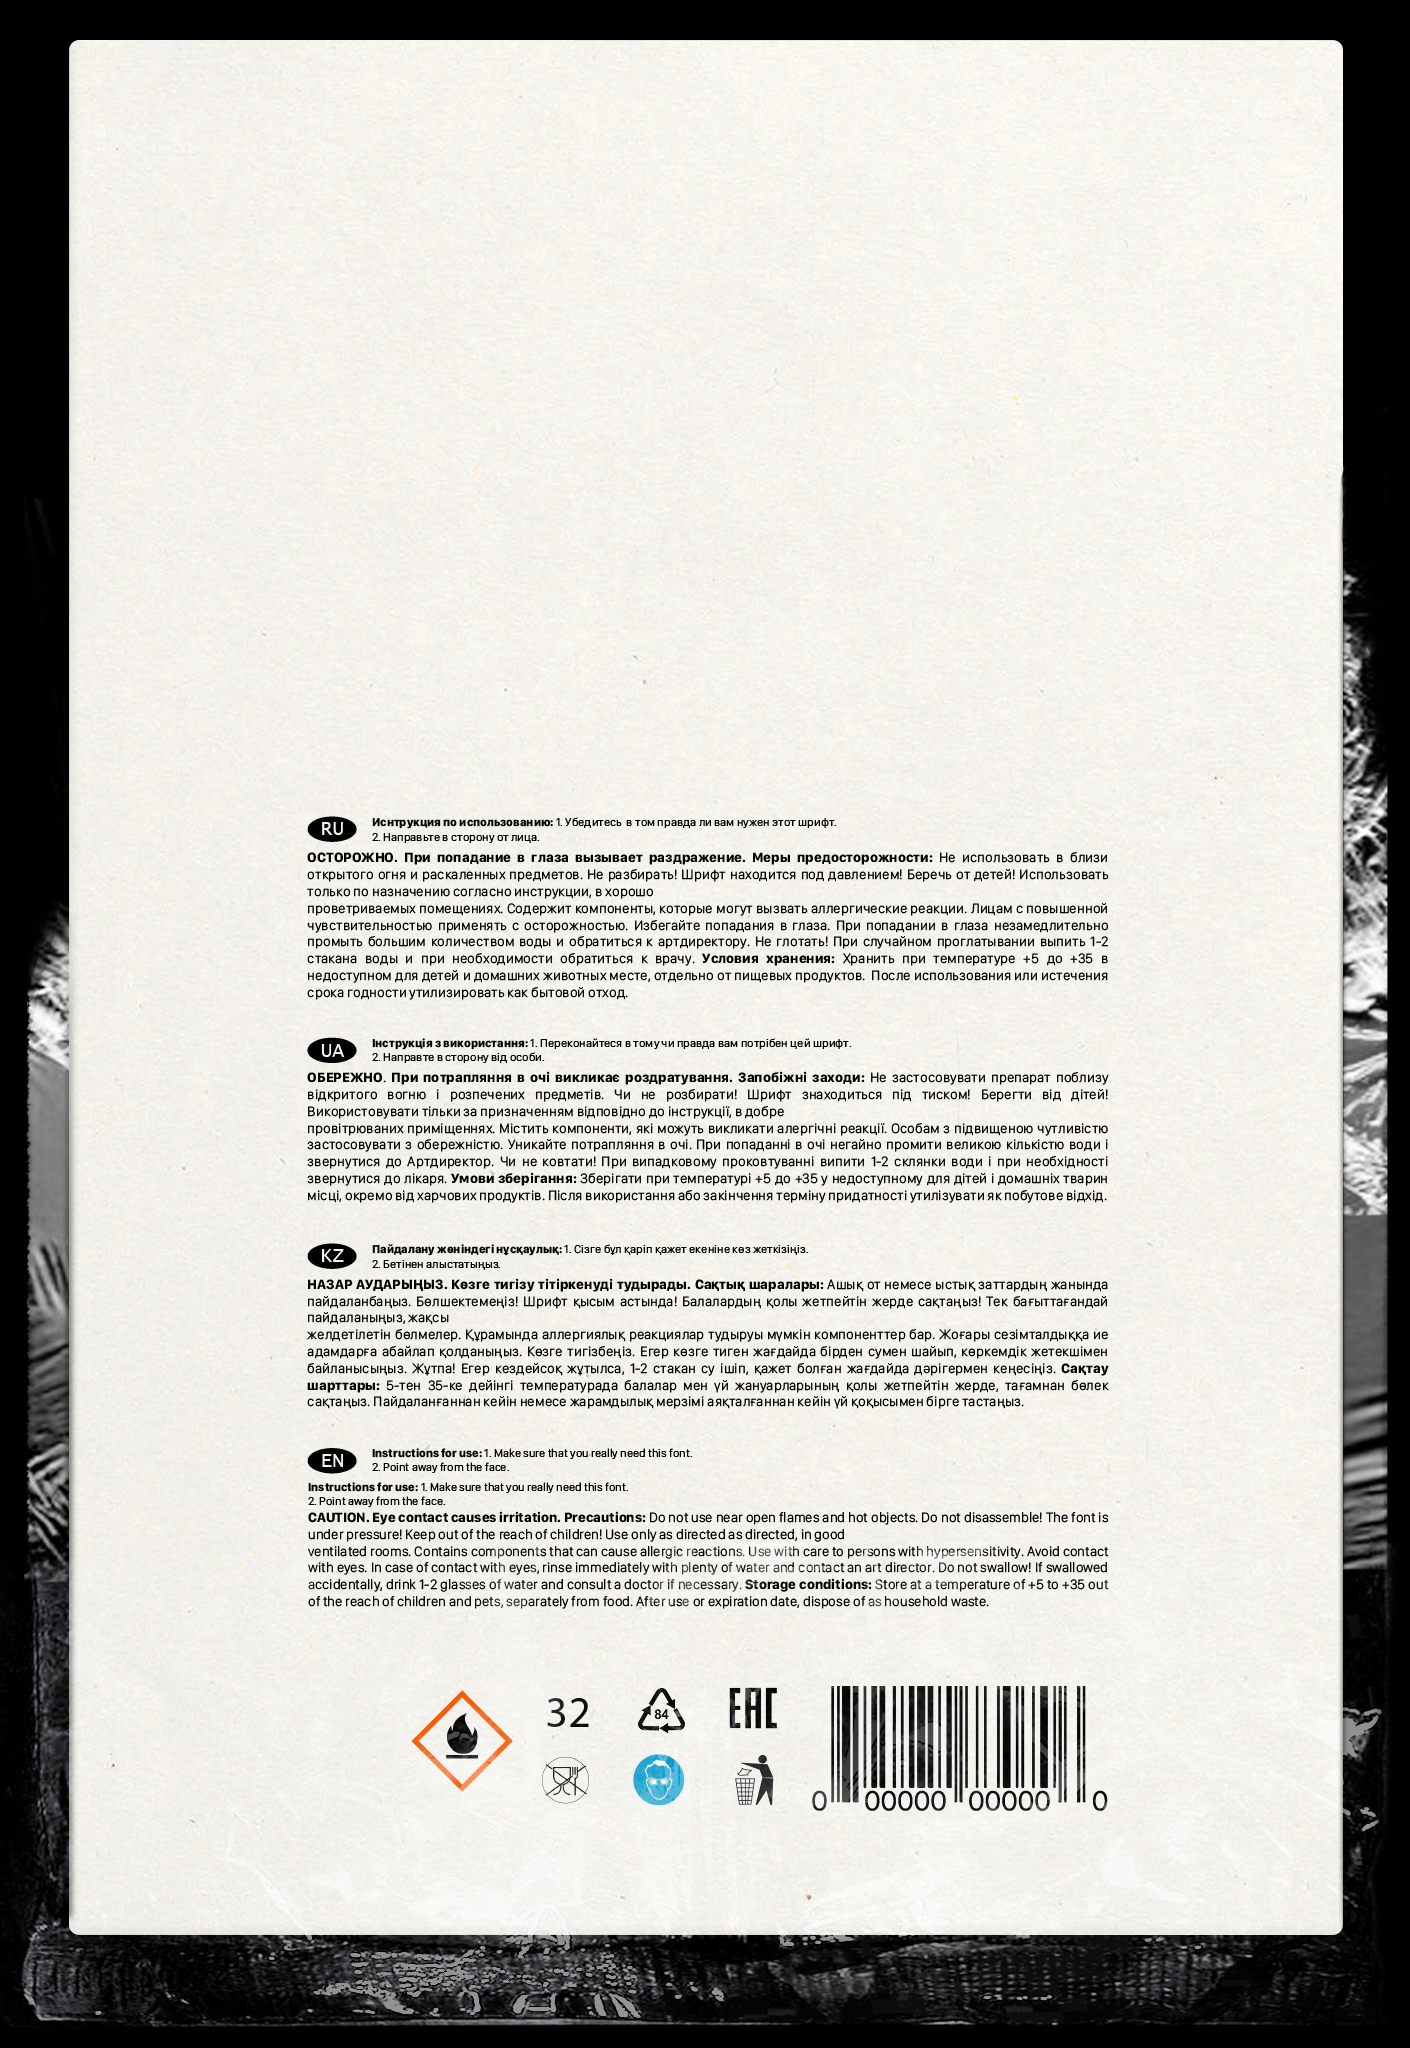 RU
Иснтрукция по использованию: 1. Убедитесь в том правда ли вам нужен этот шрифт.
2. Направьте в сторону от лица.
ОСТОРОЖНО. При попадание в глаза вызывает раздражение. Меры предосторожности: Не использовать в близи
открытого огня и раскаленных предметов. Не разбирать! Шрифт находится под давлением! Беречь от детей! Использовать
только по назначению согласно инструкции, в хорошо
проветриваемых помещениях. Содержит компоненты, которые могут вызвать аллергические реакции. Лицам с повышенной
чувствительностью применять с осторожностью. Избегайте попадания в глаза. При попадании в глаза незамедлительно
промыть большим количеством воды и обратиться к артдиректору. Не глотать! При случайном проглатывании выпить 1-2
стакана воды и при необходимости обратиться к врачу. Условия хранения: Хранить при температуре +5 до +35 в
недоступном для детей и домашних животных месте, отдельно от пищевых продуктов. После использования или истечения
срока годности утилизировать как бытовой отход.
UA
Інструкція з використання: 1. Переконайтеся в тому чи правда вам потрібен цей шрифт.
2. Направте в сторону від особи.
ОБЕРЕЖНО. При потрапляння в очі викликає роздратування. Запобіжні заходи: Не застосовувати препарат поблизу
відкритого вогню і розпечених предметів. Чи не розбирати! Шрифт знаходиться під тиском! Берегти від дітей!
Використовувати тільки за призначенням відповідно до інструкції, в добре
провітрюваних приміщеннях. Містить компоненти, які можуть викликати алергічні реакції. Особам з підвищеною чутливістю
застосовувати з обережністю. Уникайте потрапляння в очі. При попаданні в очі негайно промити великою кількістю води і
звернутися до Артдиректор. Чи не ковтати! При випадковому проковтуванні випити 1-2 склянки води і при необхідності
звернутися до лікаря. Умови зберігання: Зберігати при температурі +5 до +35 у недоступному для дітей і домашніх тварин
місці, окремо від харчових продуктів. Після використання або закінчення терміну придатності утилізувати як побутове відхід.
KZ
Пайдалану жөніндегі нұсқаулық: 1. Сізге бұл қаріп қажет екеніне көз жеткізіңіз.
2. Бетінен алыстатыңыз.
НАЗАР АУДАРЫҢЫЗ. Көзге тигізу тітіркенуді тудырады. Сақтық шаралары: Ашық от немесе ыстық заттардың жанында
пайдаланбаңыз. Бөлшектемеңіз! Шрифт қысым астында! Балалардың қолы жетпейтін жерде сақтаңыз! Тек бағыттағандай
пайдаланыңыз, жақсы
желдетілетін бөлмелер. Құрамында аллергиялық реакциялар тудыруы мүмкін компоненттер бар. Жоғары сезімталдыққа ие
адамдарға абайлап қолданыңыз. Көзге тигізбеңіз. Егер көзге тиген жағдайда бірден сумен шайып, көркемдік жетекшімен
байланысыңыз. Жұтпа! Егер кездейсоқ жұтылса, 1-2 стакан су ішіп, қажет болған жағдайда дәрігермен кеңесіңіз. Сақтау
шарттары: 5-тен 35-ке дейінгі температурада балалар мен үй жануарларының қолы жетпейтін жерде, тағамнан бөлек
сақтаңыз. Пайдаланғаннан кейін немесе жарамдылық мерзімі аяқталғаннан кейін үй қоқысымен бірге тастаңыз.
EN
Instructions for use: 1. Make sure that you really need this font.
2. Point away from the face.
Instructions for use: 1. Make sure that you really need this font.
2. Point away from the face.
CAUTION. Eye contact causes irritation. Precautions: Do not use near open flames and hot objects. Do not disassemble! The font is
under pressure! Keep out of the reach of children! Use only as directed as directed, in good
ventilated rooms. Contains components that can cause allergic reactions. Use with care to persons with hypersensitivity. Avoid contact
with eyes. In case of contact with eyes, rinse immediately with plenty of water and contact an art director. Do not swallow! If swallowed
accidentally, drink 1-2 glasses of water and consult a doctor if necessary. Storage conditions: Store at a temperature of +5 to +35 out
of the reach of children and pets, separately from food. After use or expiration date, dispose of as household waste.
32
84
EAC
0 00000 00000 0